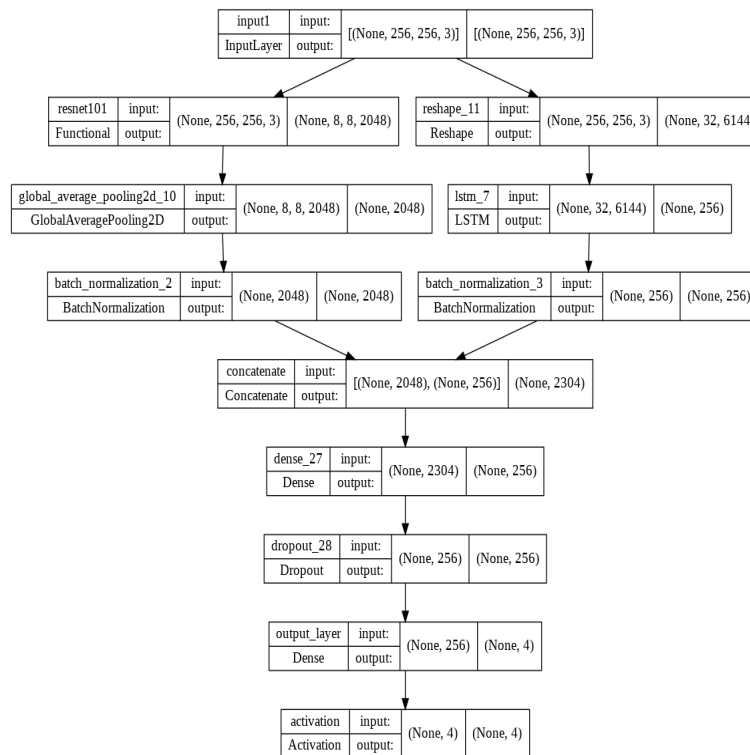 input1 input: [(None, 256, 256, 3)] [(None, 256, 256, 3)]
InputLayer output:
resnet101 input: (None, 256, 256, 3) (None, 8, 8, 2048)
Functional output:
reshape_11 input: (None, 256, 256, 3) (None, 32, 6144
Reshape output:
global_average_pooling2d_10 input: (None, 8, 8, 2048) (None, 2048)
GlobalAveragePooling2D output:
lstm_7 input: (None, 32, 6144) (None, 256)
LSTM output:
batch_normalization_2 input: (None, 2048) (None, 2048)
BatchNormalization output:
batch_normalization_3 input: (None, 256) (None, 256)
BatchNormalization output:
concatenate input: [(None, 2048), (None, 256)] (None, 2304)
Concatenate output:
dense_27 input: (None, 2304) (None, 256)
Dense output:
dropout_28 input: (None, 256) (None, 256)
Dropout output:
output_layer input: (None, 256) (None, 4)
Dense output:
activation input: (None, 4) (None, 4)
Activation output: